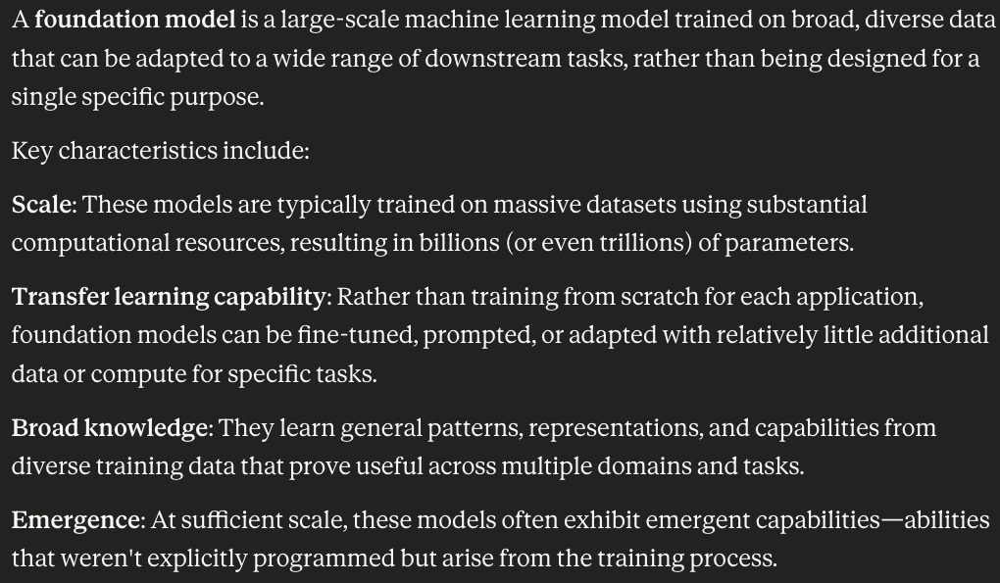 A foundation model is a large-scale machine learning model trained on broad, diverse data
that can be adapted to a wide range of downstream tasks, rather than being designed for a
single specific purpose.
Key characteristics include:
Scale: These models are typically trained on massive datasets using substantial
computational resources, resulting in billions (or even trillions) of parameters.
Transfer learning capability: Rather than training from scratch for each application,
foundation models can be fine-tuned, prompted, or adapted with relatively little additional
data or compute for specific tasks.
Broad knowledge: They learn general patterns, representations, and capabilities from
diverse training data that prove useful across multiple domains and tasks.
Emergence: At sufficient scale, these models often exhibit emergent capabilities—abilities
that weren't explicitly programmed but arise from the training process.